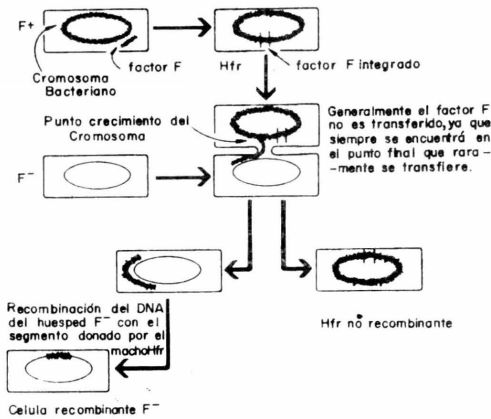 F+
factor F
Cromosoma
Bacteriano
Hfr
factor F integrado
Punto crecimiento del
Cromosoma
Generalmente el factor F
no es transferido, ya que
siempre se encuentrá en
el punto final que rara-
-mente se transfiere.
F⁻
Recombinación del DNA
del huesped F⁻ con el
segmento donado por el
macho Hfr
Hfr no recombinante
Celula recombinante F⁻